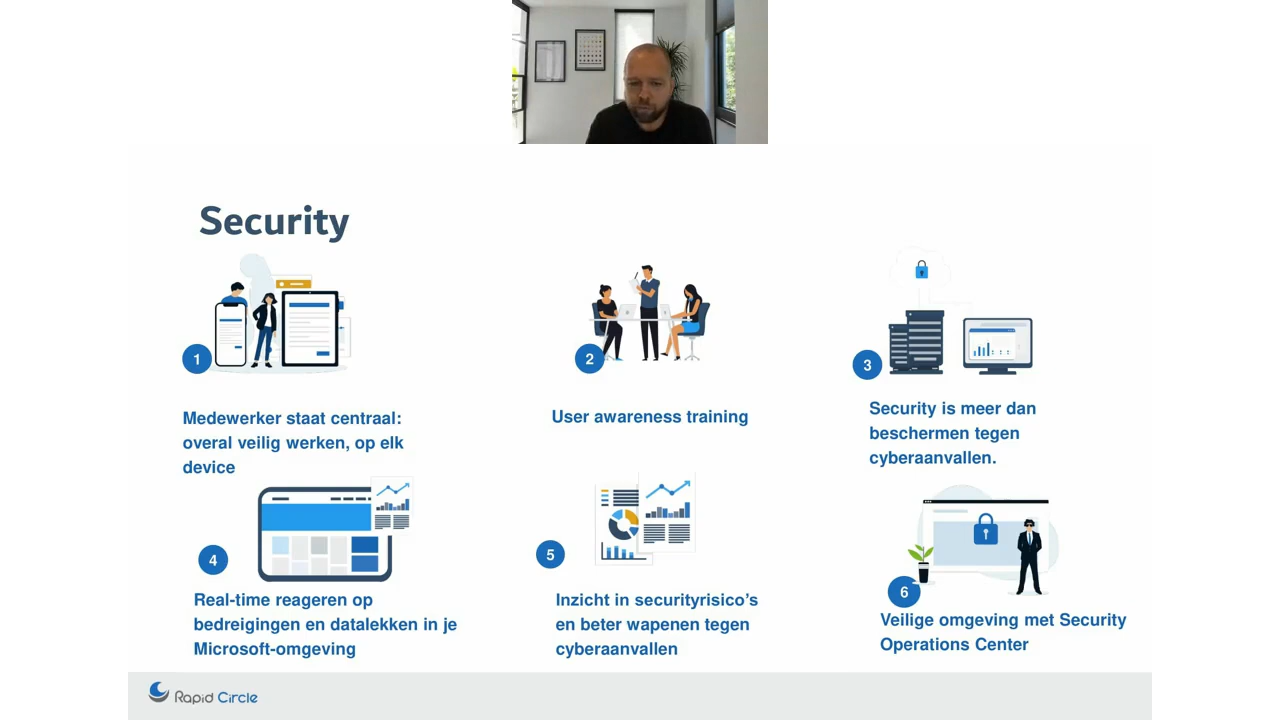 Security
1
Medewerker staat centraal:
overal veilig werken, op elk
device
2
User awareness training
3
Security is meer dan
beschermen tegen
cyberaanvallen.
4
Real-time reageren op
bedreigingen en datalekken in je
Microsoft-omgeving
5
Inzicht in securityrisico’s
en beter wapenen tegen
cyberaanvallen
6
Veilige omgeving met Security
Operations Center
Rapid Circle